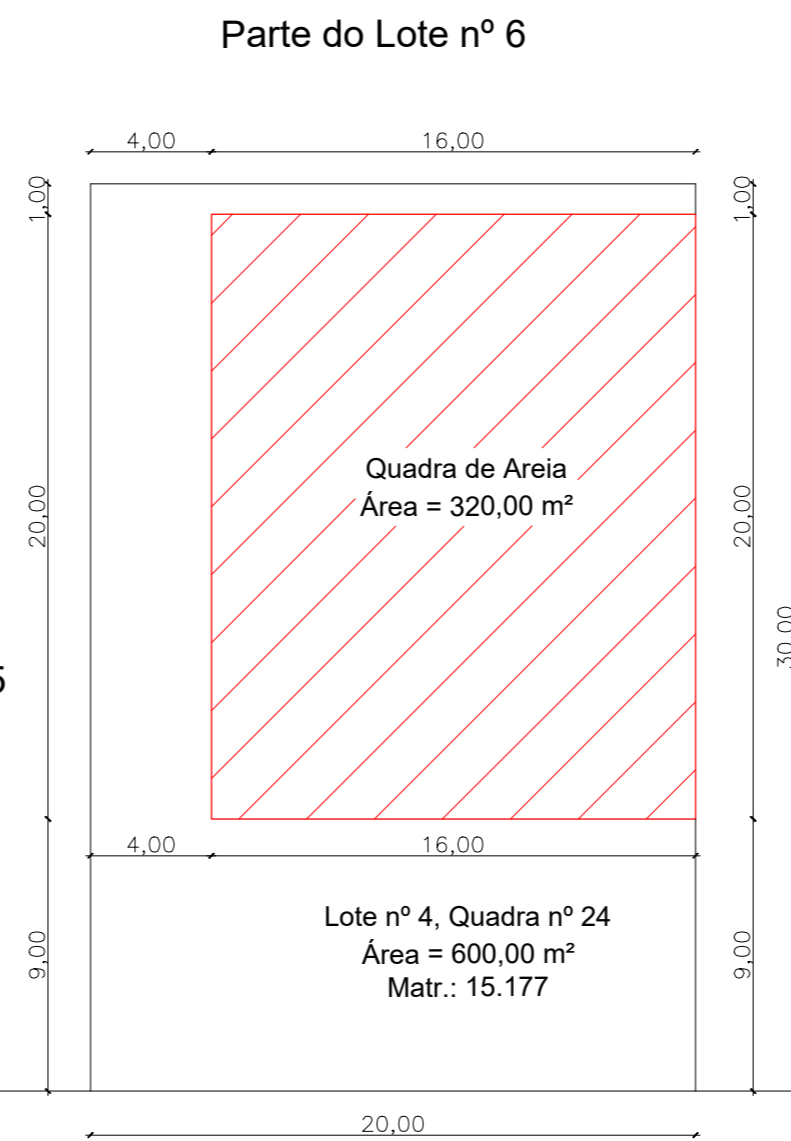 Parte do Lote nº 6
4,00
16,00
1,00
1,00
Quadra de Areia
Área = 320,00 m²
20,00
20,00
30,00
5
4,00
16,00
Lote nº 4, Quadra nº 24
Área = 600,00 m²
Matr.: 15.177
9,00
9,00
20,00